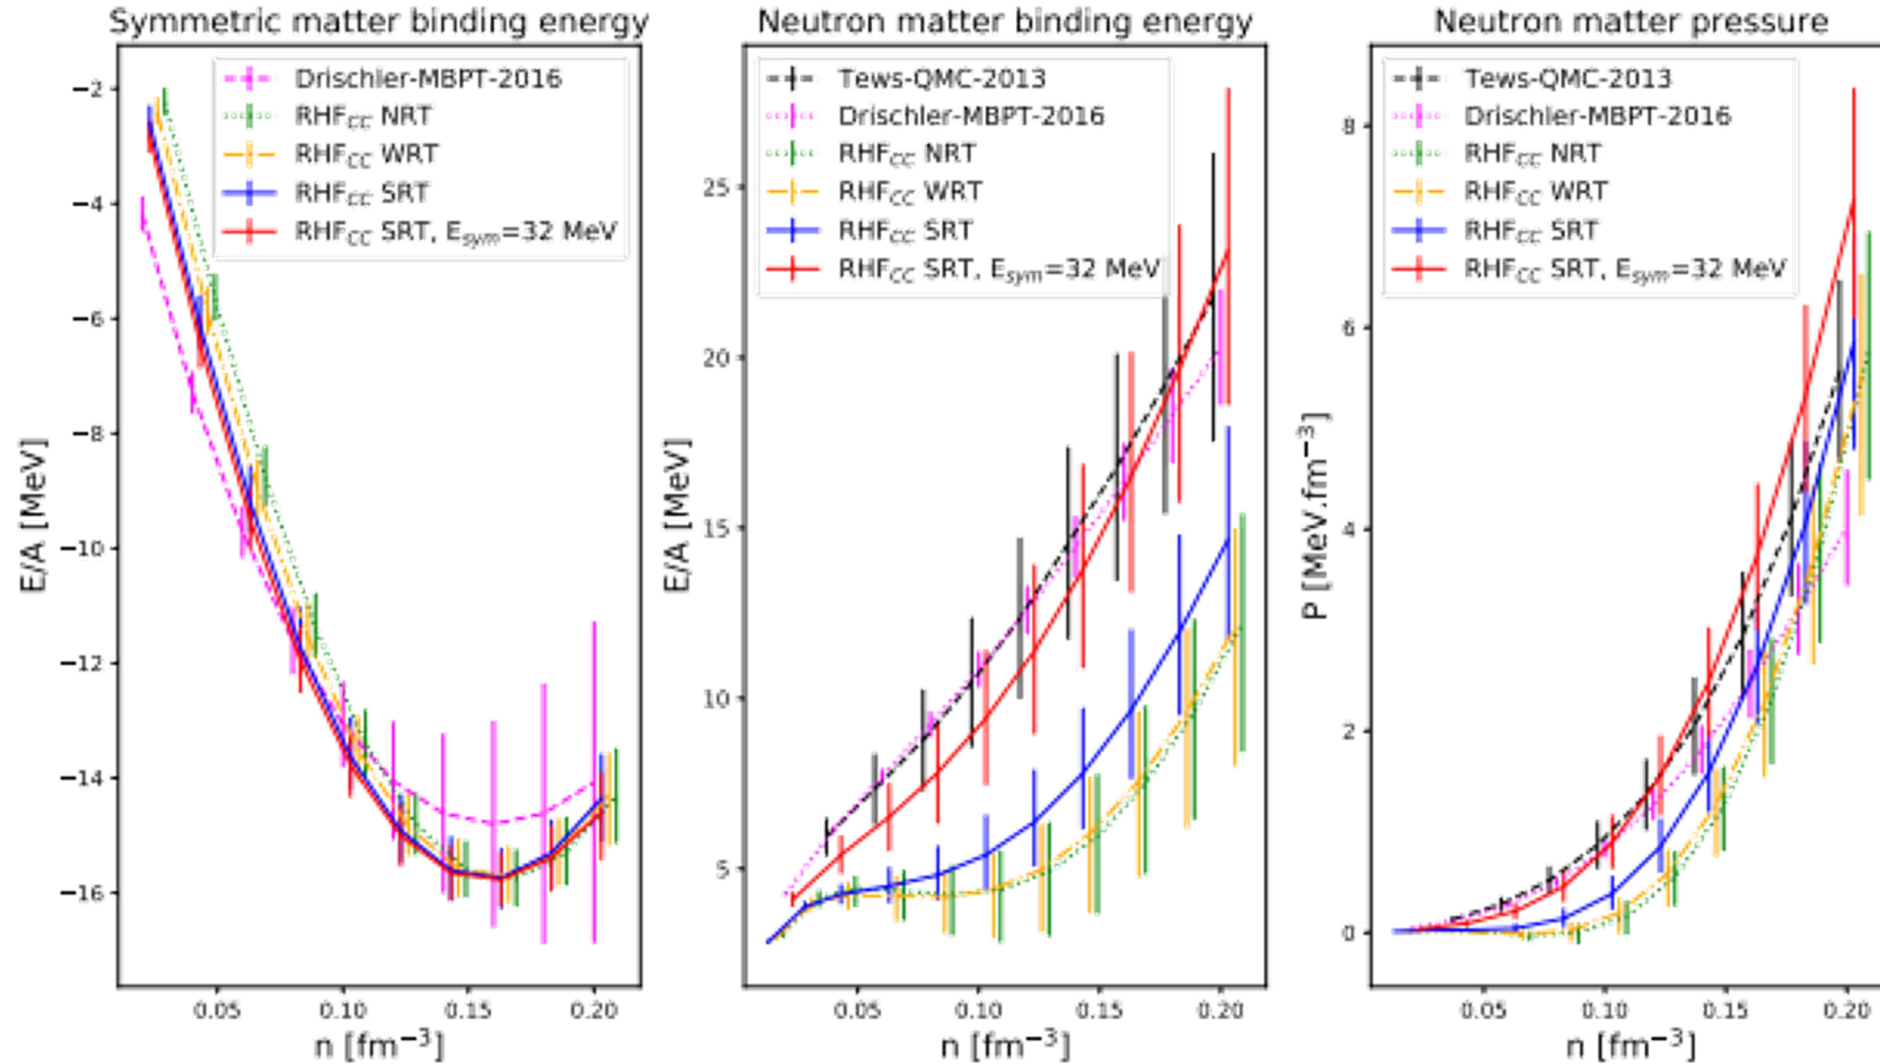 Symmetric matter binding energy
Drischler-MBPT-2016
RHF_CC NRT
RHF_CC WRT
RHF_CC SRT
RHF_CC SRT, E_sym=32 MeV
−2
−4
−6
−8
−10
−12
−14
−16
E/A [MeV]
0.05 0.10 0.15 0.20
n [fm⁻³]
Neutron matter binding energy
Tews-QMC-2013
Drischler-MBPT-2016
RHF_CC NRT
RHF_CC WRT
RHF_CC SRT
RHF_CC SRT, E_sym=32 MeV
25
20
15
10
5
E/A [MeV]
0.05 0.10 0.15 0.20
n [fm⁻³]
Neutron matter pressure
Tews-QMC-2013
Drischler-MBPT-2016
RHF_CC NRT
RHF_CC WRT
RHF_CC SRT
RHF_CC SRT, E_sym=32 MeV
8
6
4
2
0
P [MeV.fm⁻³]
0.05 0.10 0.15 0.20
n [fm⁻³]